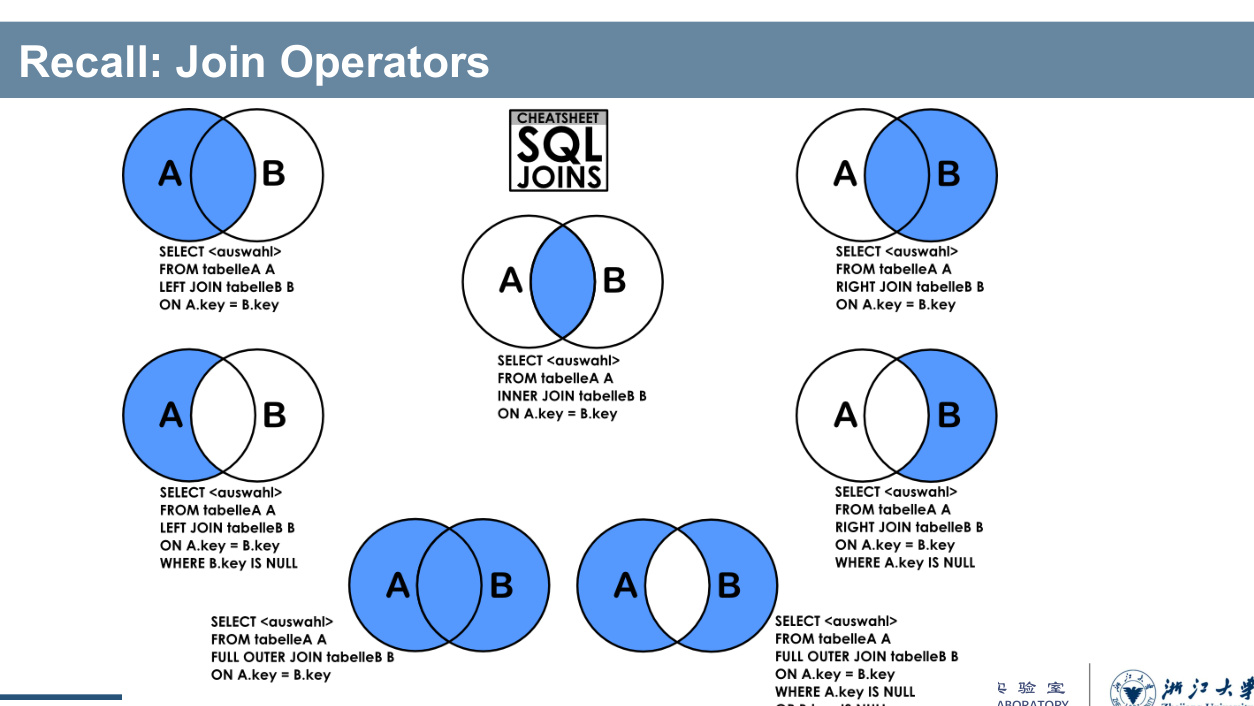 Recall: Join Operators
A B
SELECT <auswahl>
FROM tabelleA A
LEFT JOIN tabelleB B
ON A.key = B.key
CHEATSHEET
SQL
JOINS
A B
SELECT <auswahl>
FROM tabelleA A
INNER JOIN tabelleB B
ON A.key = B.key
A B
SELECT <auswahl>
FROM tabelleA A
RIGHT JOIN tabelleB B
ON A.key = B.key
A B
SELECT <auswahl>
FROM tabelleA A
LEFT JOIN tabelleB B
ON A.key = B.key
WHERE B.key IS NULL
A B
SELECT <auswahl>
FROM tabelleA A
RIGHT JOIN tabelleB B
ON A.key = B.key
WHERE A.key IS NULL
A B
SELECT <auswahl>
FROM tabelleA A
FULL OUTER JOIN tabelleB B
ON A.key = B.key
A B
SELECT <auswahl>
FROM tabelleA A
FULL OUTER JOIN tabelleB B
ON A.key = B.key
WHERE A.key IS NULL
验 室
浙江大学